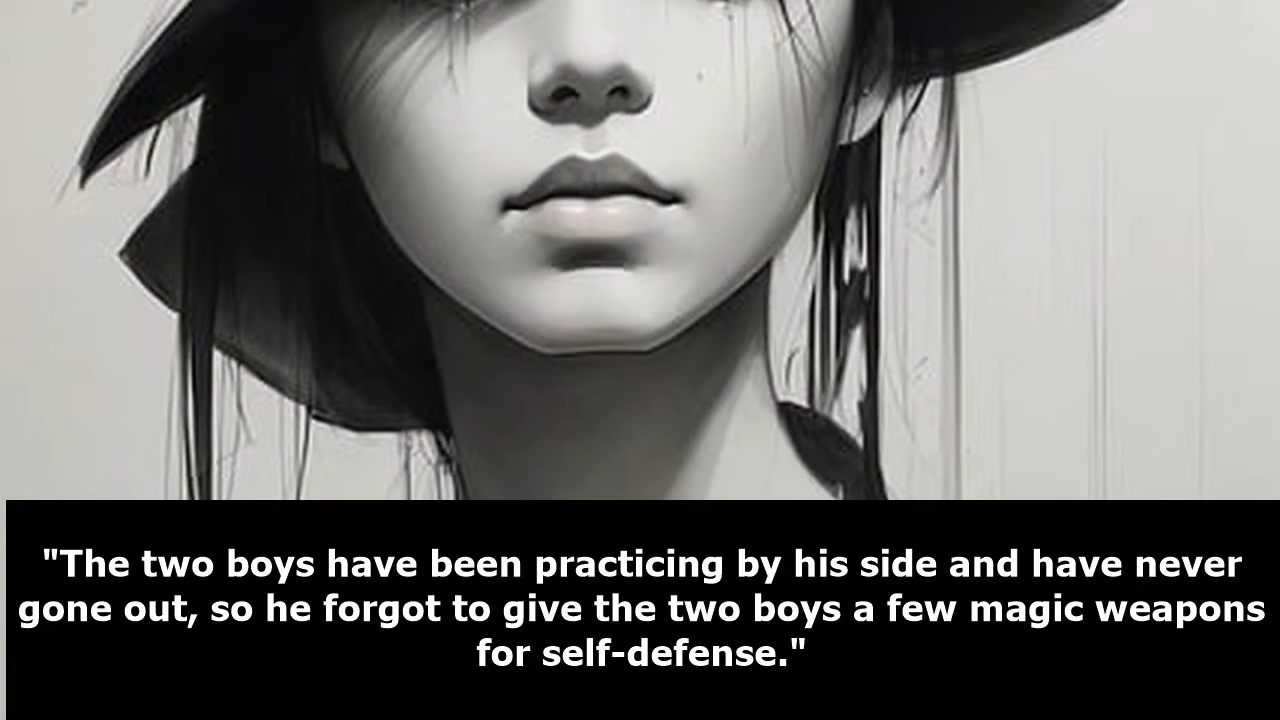 "The two boys have been practicing by his side and have never
gone out, so he forgot to give the two boys a few magic weapons
for self-defense."